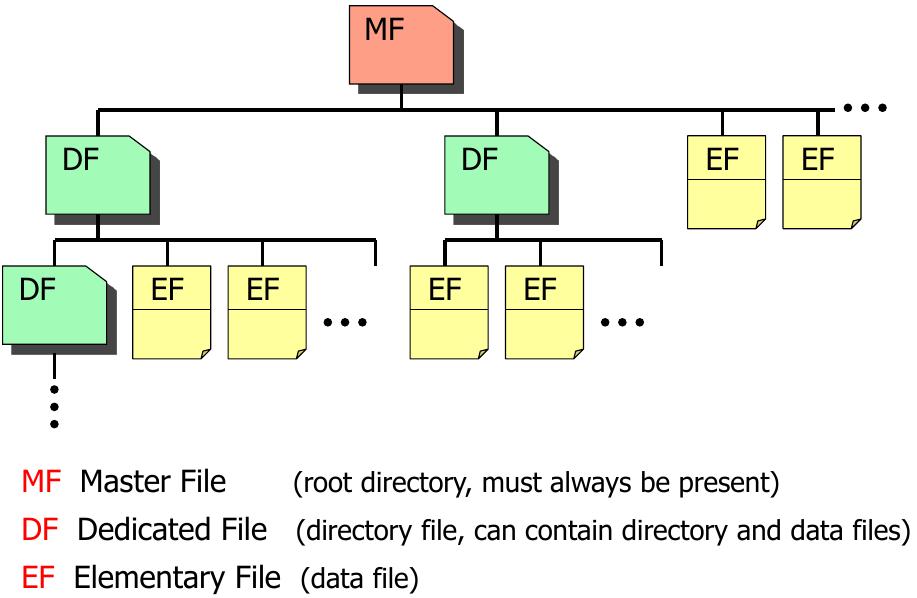 MF
DF DF EF EF
DF EF EF EF EF
MF Master File (root directory, must always be present)
DF Dedicated File (directory file, can contain directory and data files)
EF Elementary File (data file)